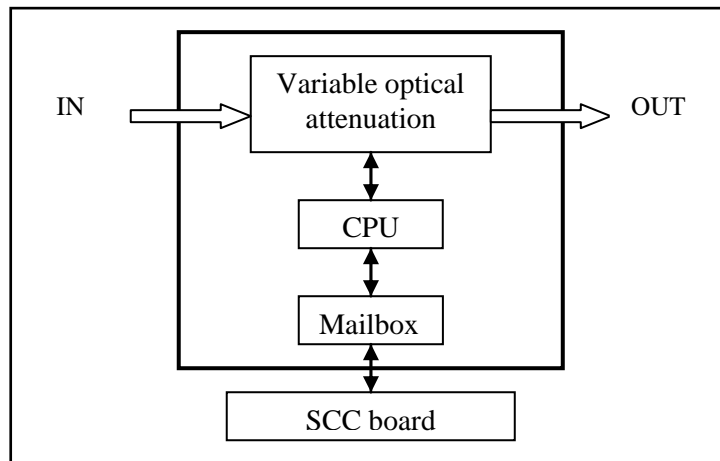 Variable optical
attenuation
IN
OUT
CPU
Mailbox
SCC board